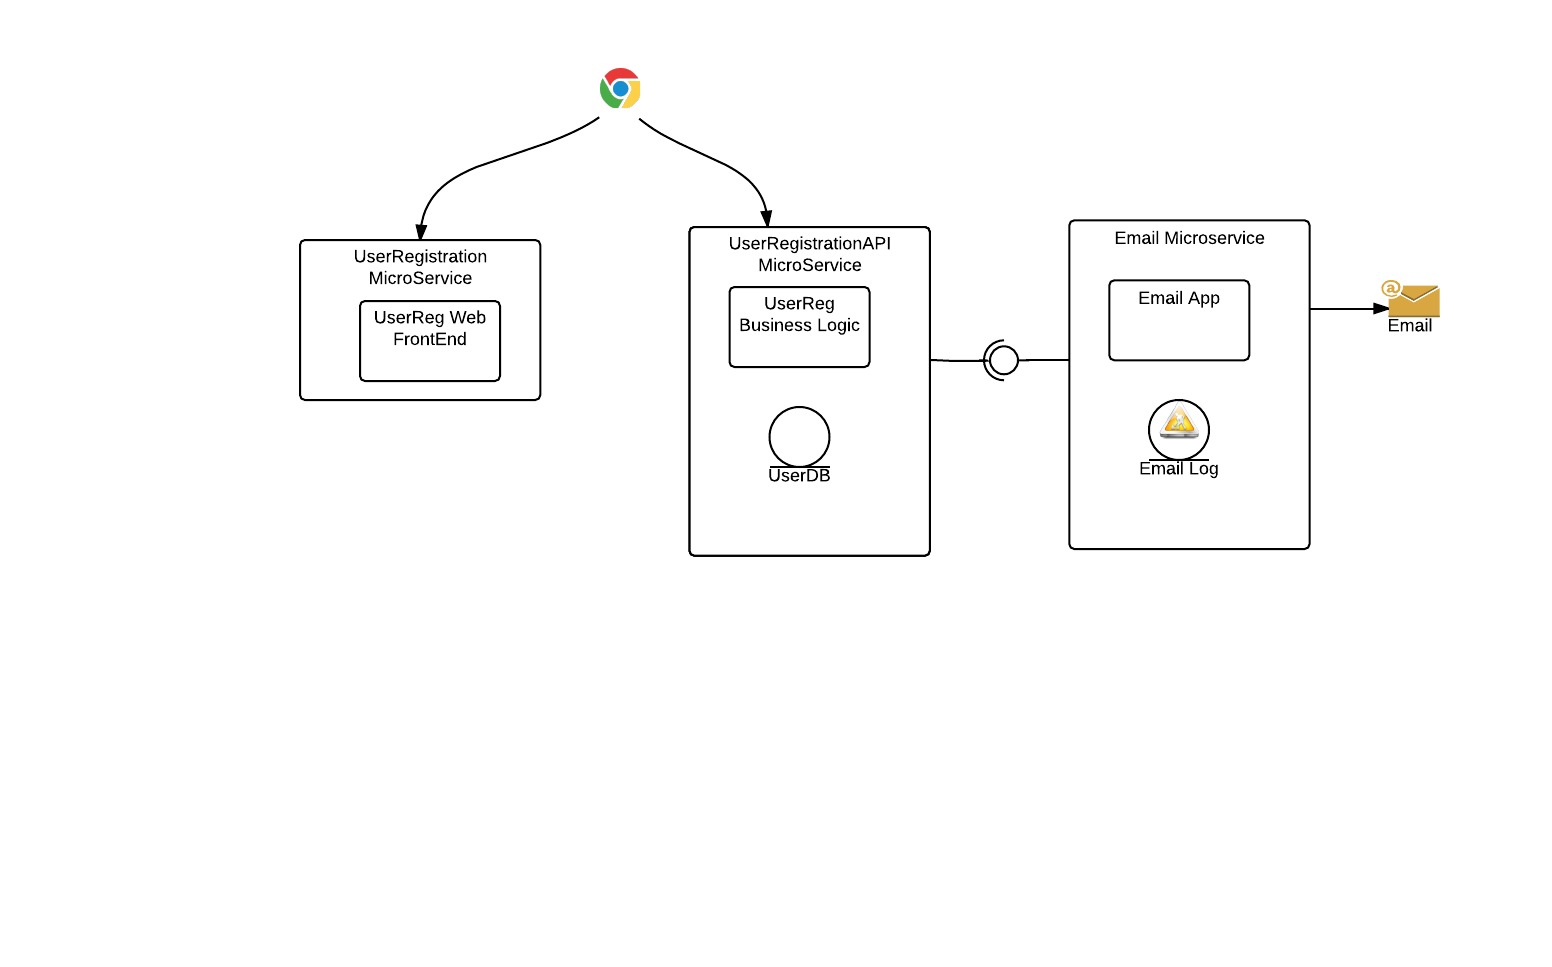 UserRegistration
MicroService
UserReg Web
FrontEnd
UserRegistrationAPI
MicroService
UserReg
Business Logic
UserDB
Email Microservice
Email App
Email Log
@
Email